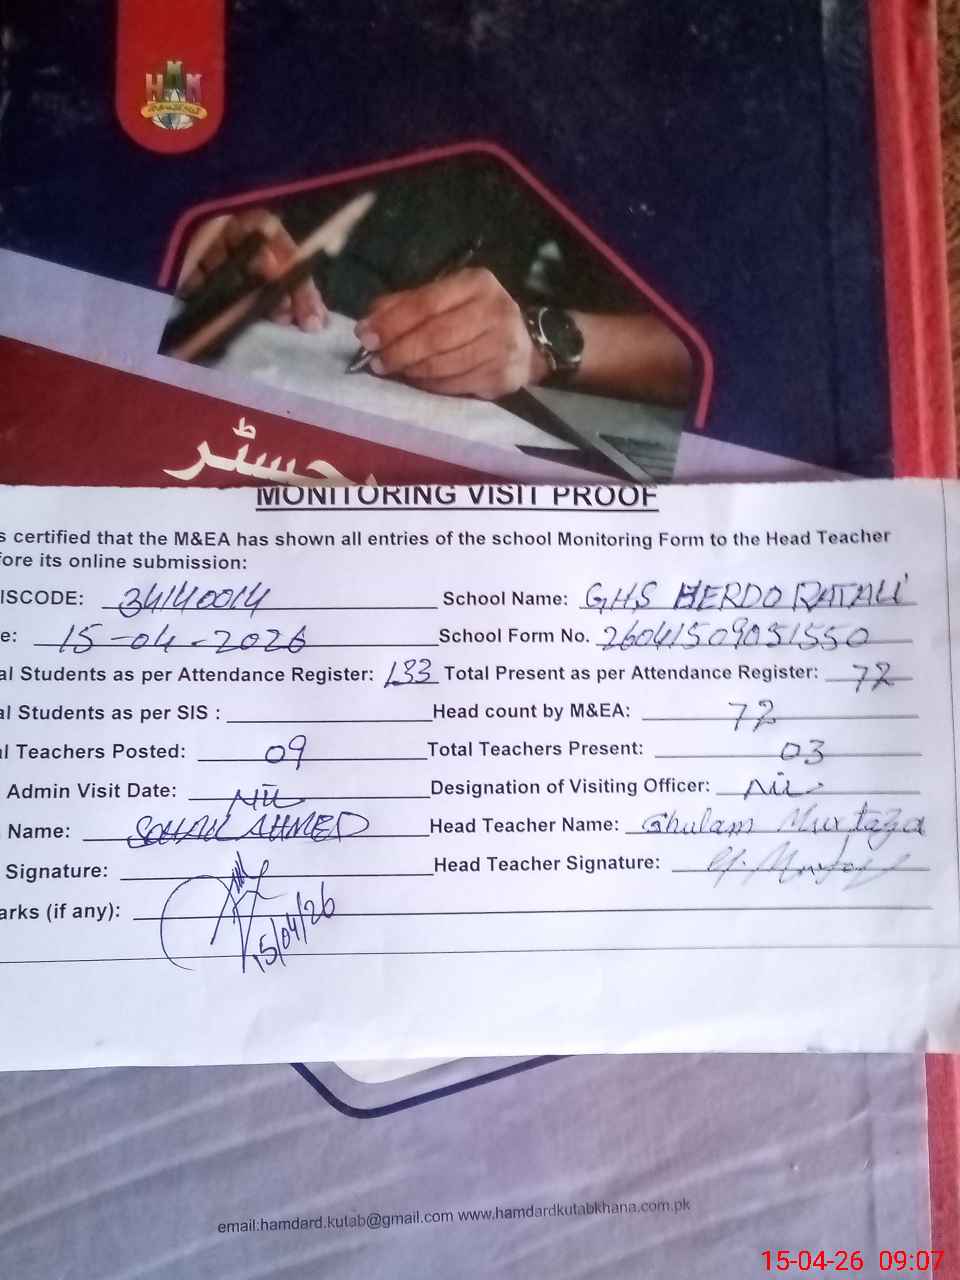 HKK
رجسٹر
MONITORING VISIT PROOF
s certified that the M&EA has shown all entries of the school Monitoring Form to the Head Teacher
fore its online submission:
ISCODE: 34140014 School Name: GHS HERDO RATALI
e: 15-04-2026 School Form No. 26041509051550
al Students as per Attendance Register: 133 Total Present as per Attendance Register: 72
al Students as per SIS : Head count by M&EA: 72
al Teachers Posted: 09 Total Teachers Present: 03
Admin Visit Date: Nil Designation of Visiting Officer: Nil
Name: SOHAIL AHMED Head Teacher Name: Ghulam Murtaza
Signature: Head Teacher Signature:
arks (if any):
15/04/26
email:hamdard.kutab@gmail.com www.hamdardkutabkhana.com.pk
15-04-26 09:07